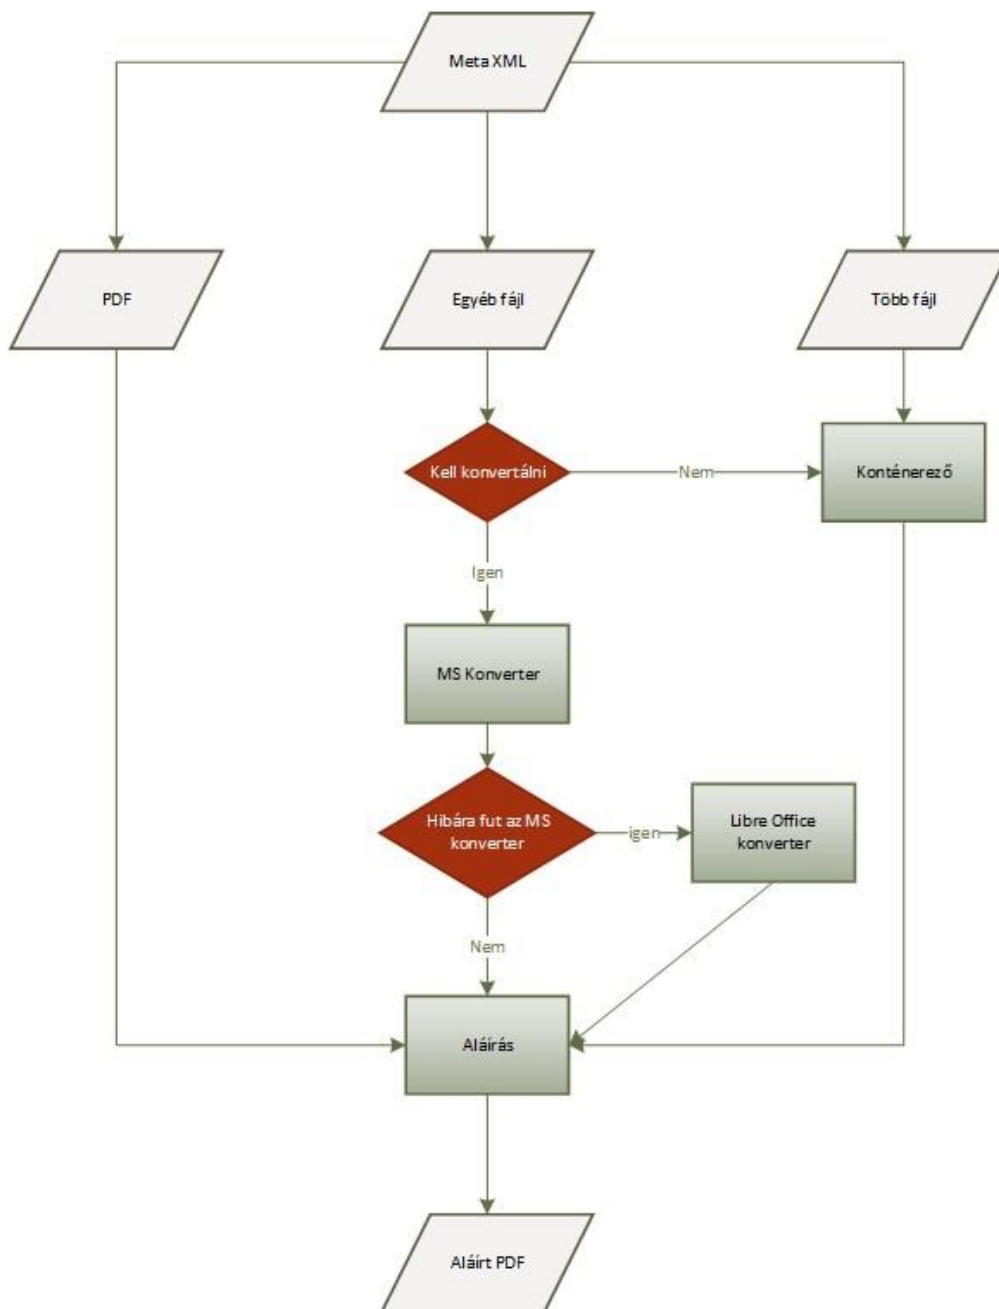 Meta XML
PDF
Egyéb fájl
Több fájl
Kell konvertálni
Nem
Konténerező
Igen
MS Konverter
Hibára fut az MS
konverter
igen
Libre Office
konverter
Nem
Aláírás
Aláírt PDF